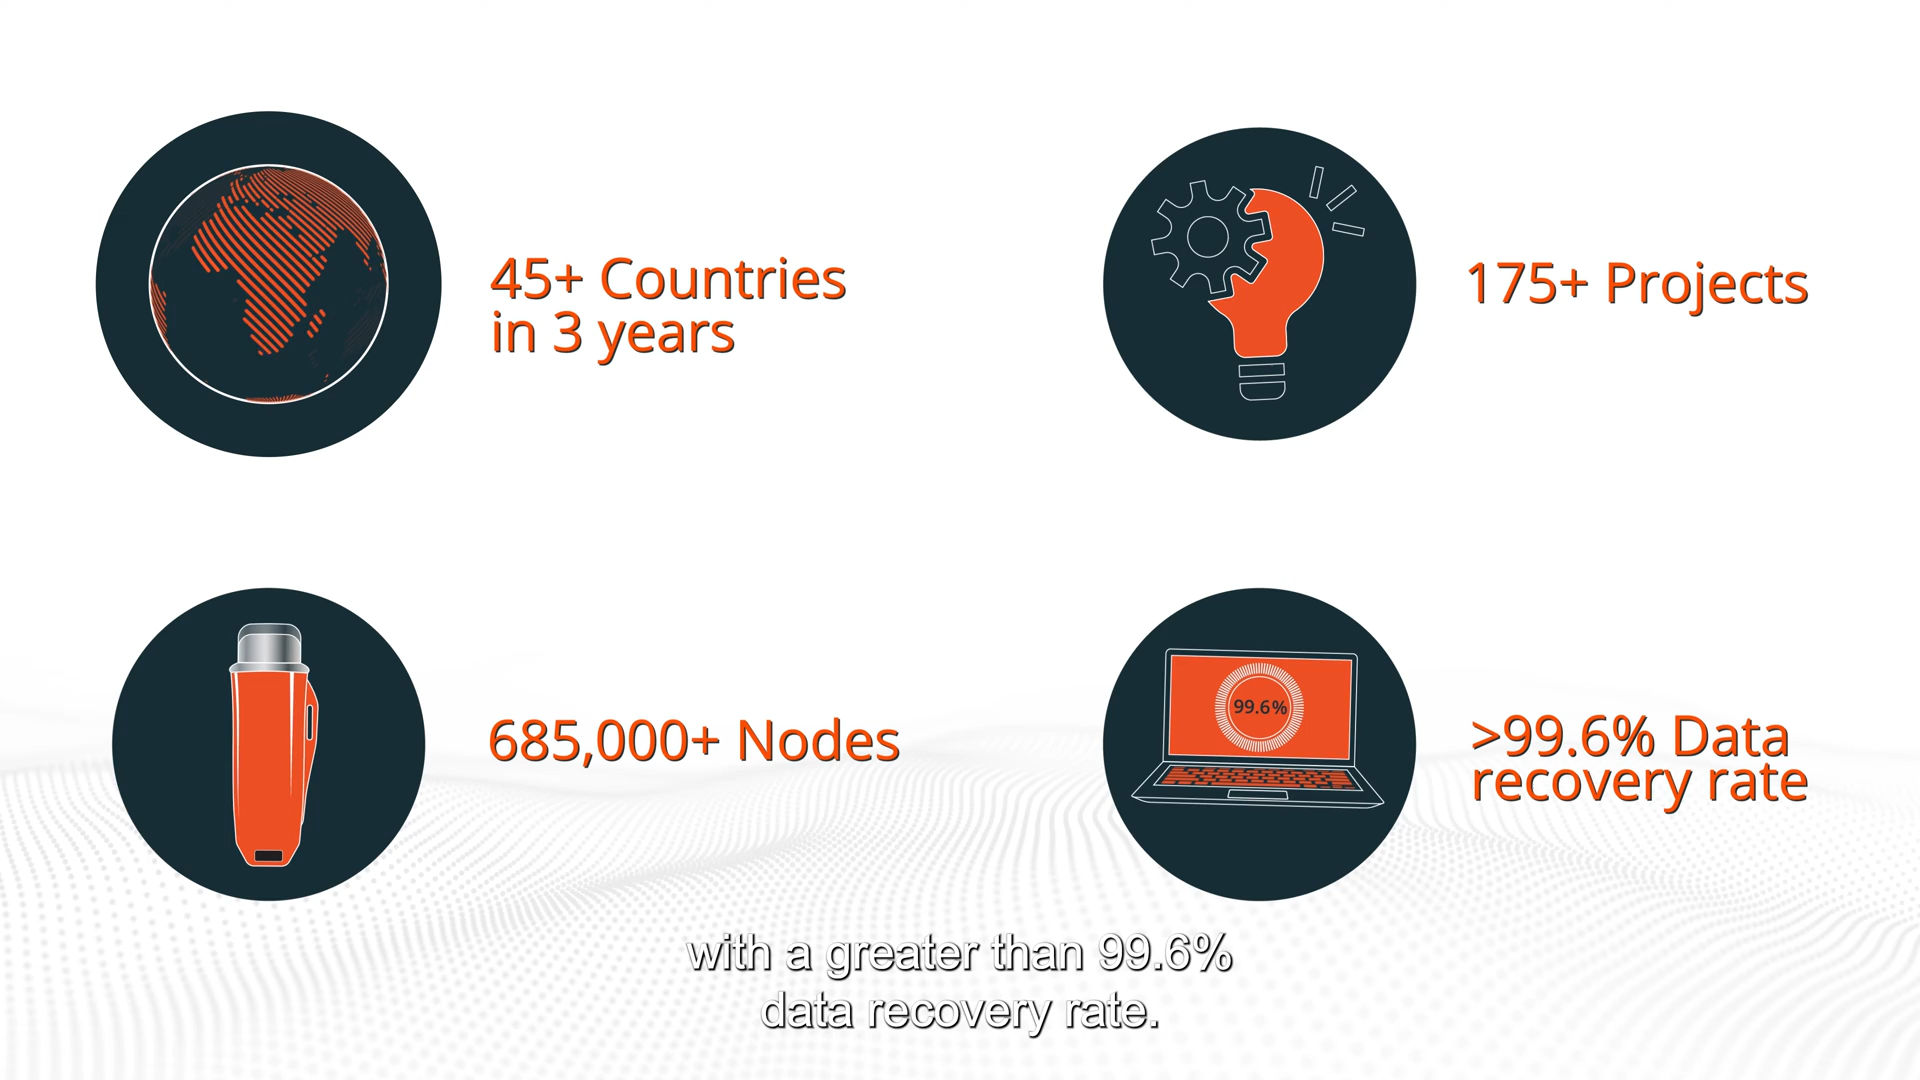 45+ Countries
in 3 years
175+ Projects
685,000+ Nodes
99.6%
>99.6% Data
recovery rate
with a greater than 99.6%
data recovery rate.